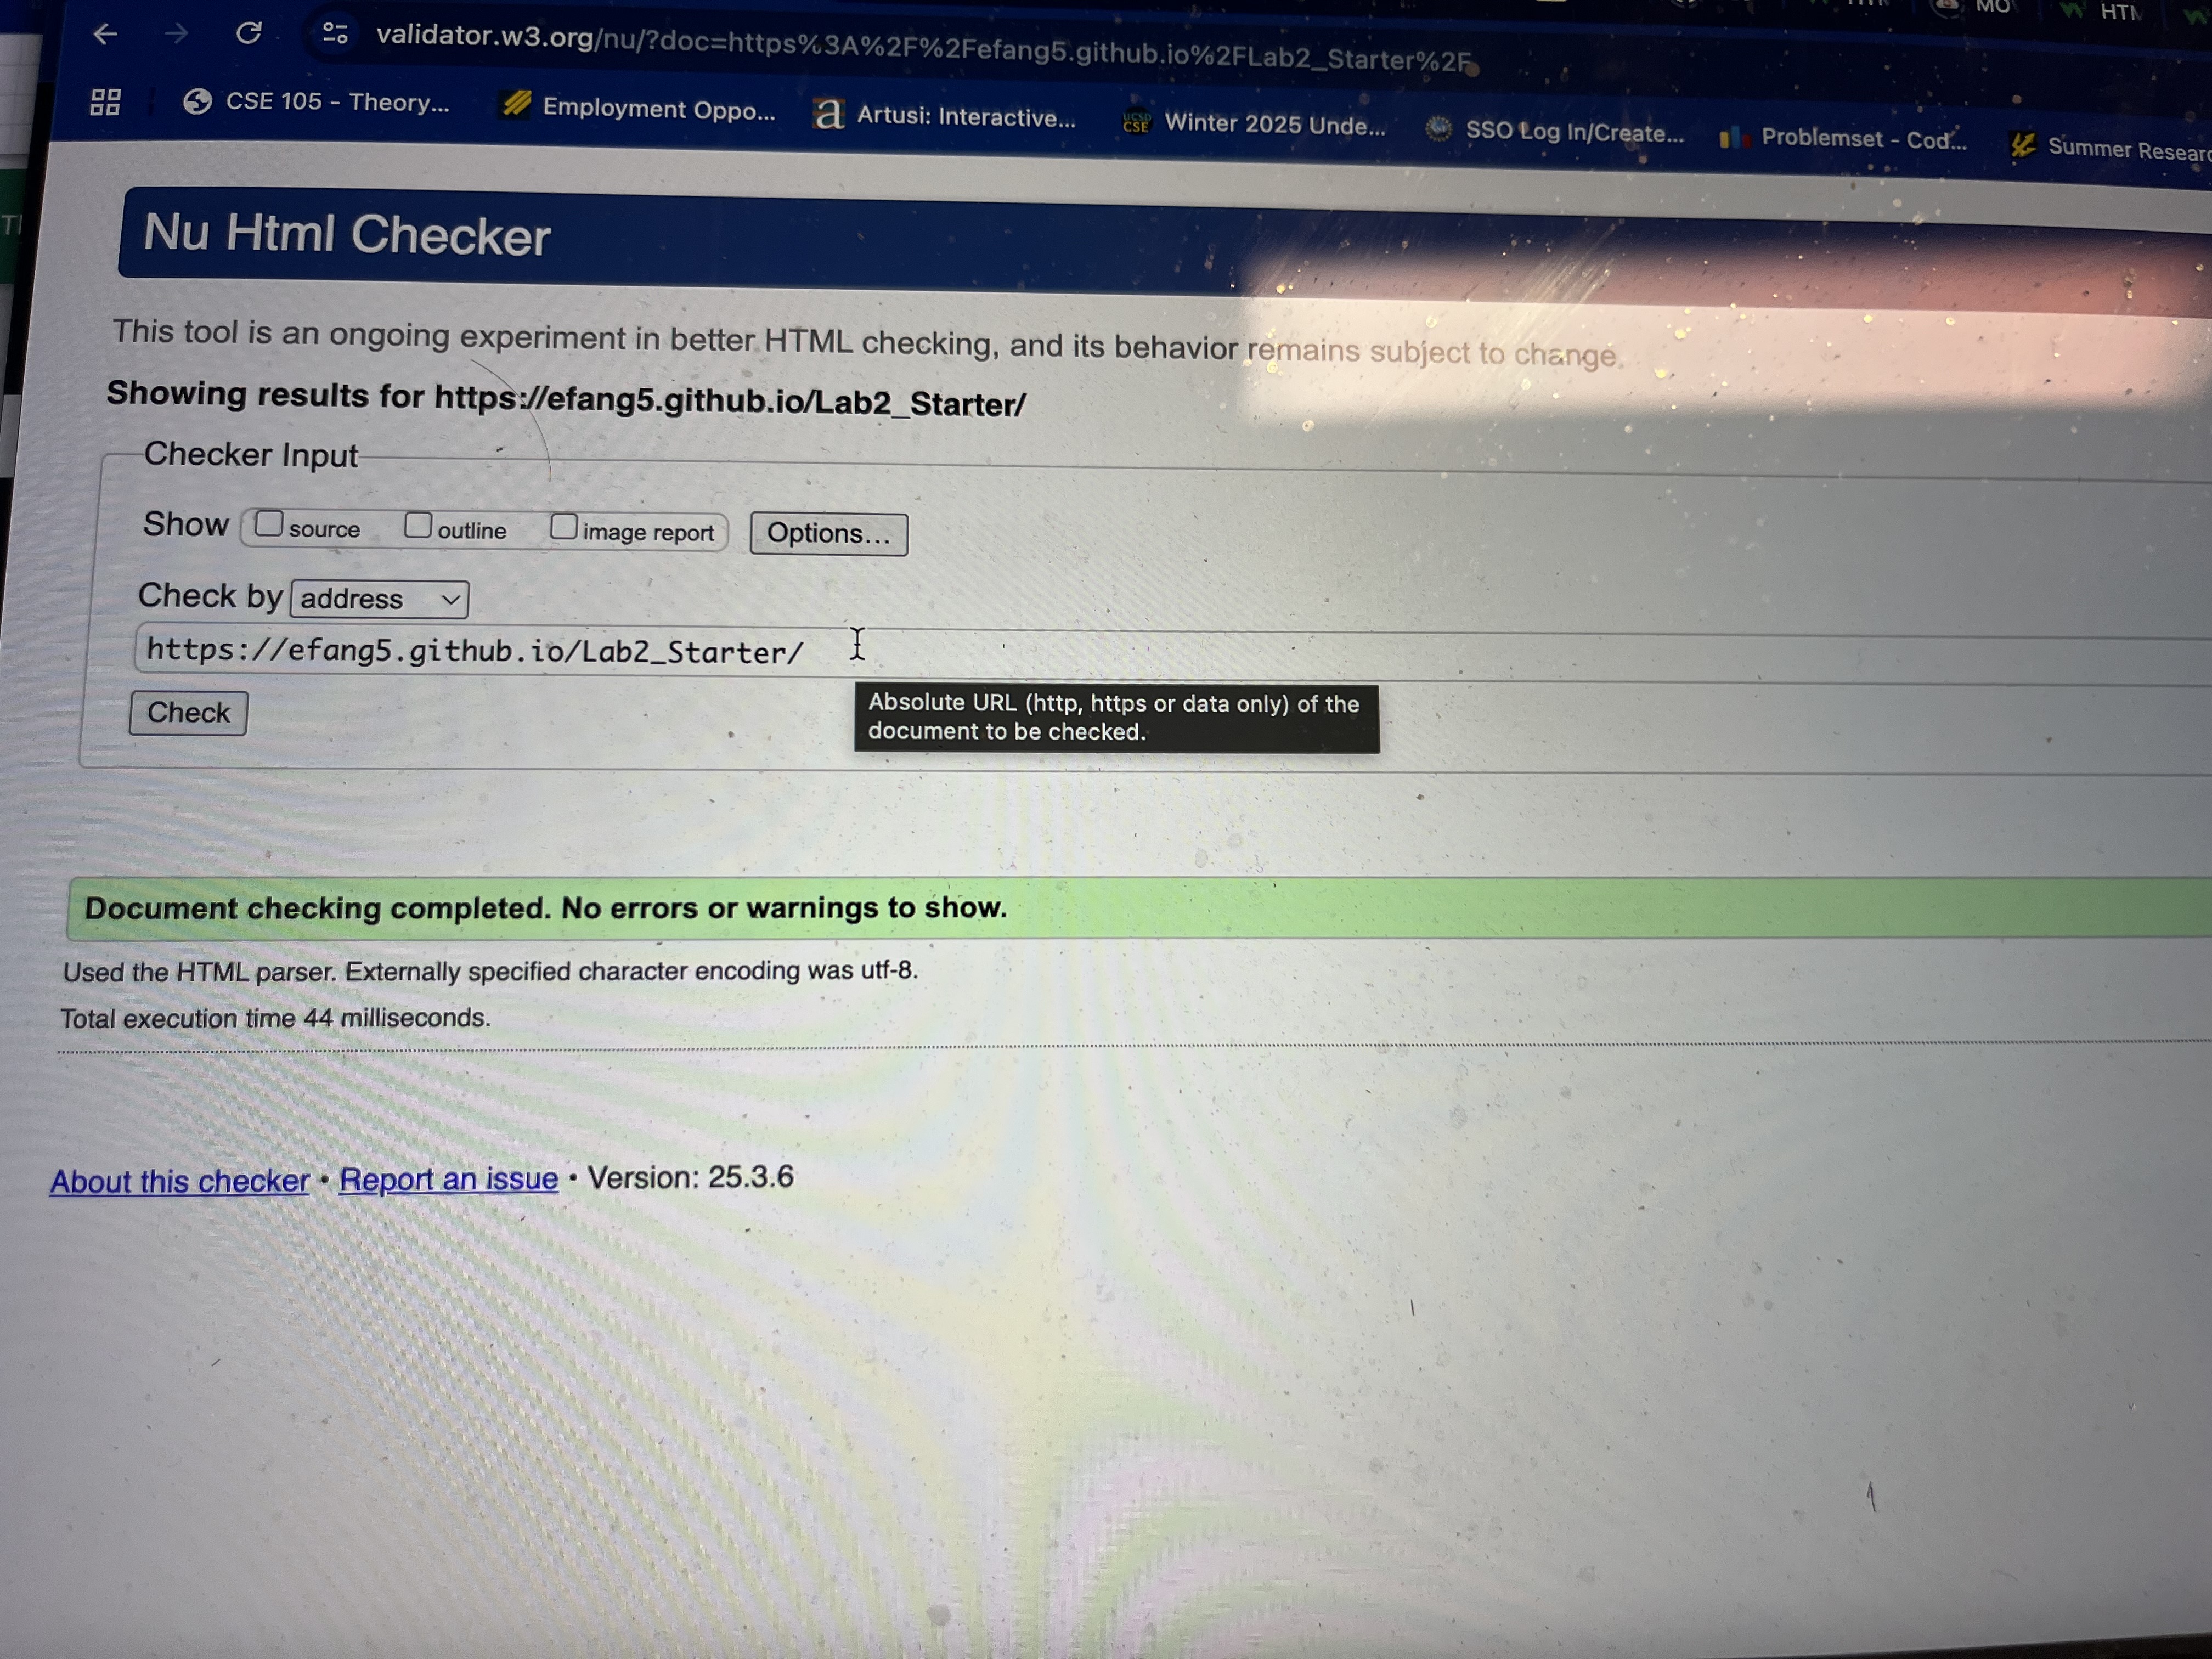 MO
HTM
validator.w3.org/nu/?doc=https%3A%2F%2Fefang5.github.io%2FLab2_Starter%2F
CSE 105 - Theory... Employment Oppo... a Artusi: Interactive... UCSD CSE Winter 2025 Unde... SSO Log In/Create... Problemset - Cod... Summer Resear
Nu Html Checker
This tool is an ongoing experiment in better HTML checking, and its behavior remains subject to change.
Showing results for https://efang5.github.io/Lab2_Starter/
Checker Input
Show source outline image report Options...
Check by address
https://efang5.github.io/Lab2_Starter/
Check
Absolute URL (http, https or data only) of the
document to be checked.
Document checking completed. No errors or warnings to show.
Used the HTML parser. Externally specified character encoding was utf-8.
Total execution time 44 milliseconds.
About this checker • Report an issue • Version: 25.3.6